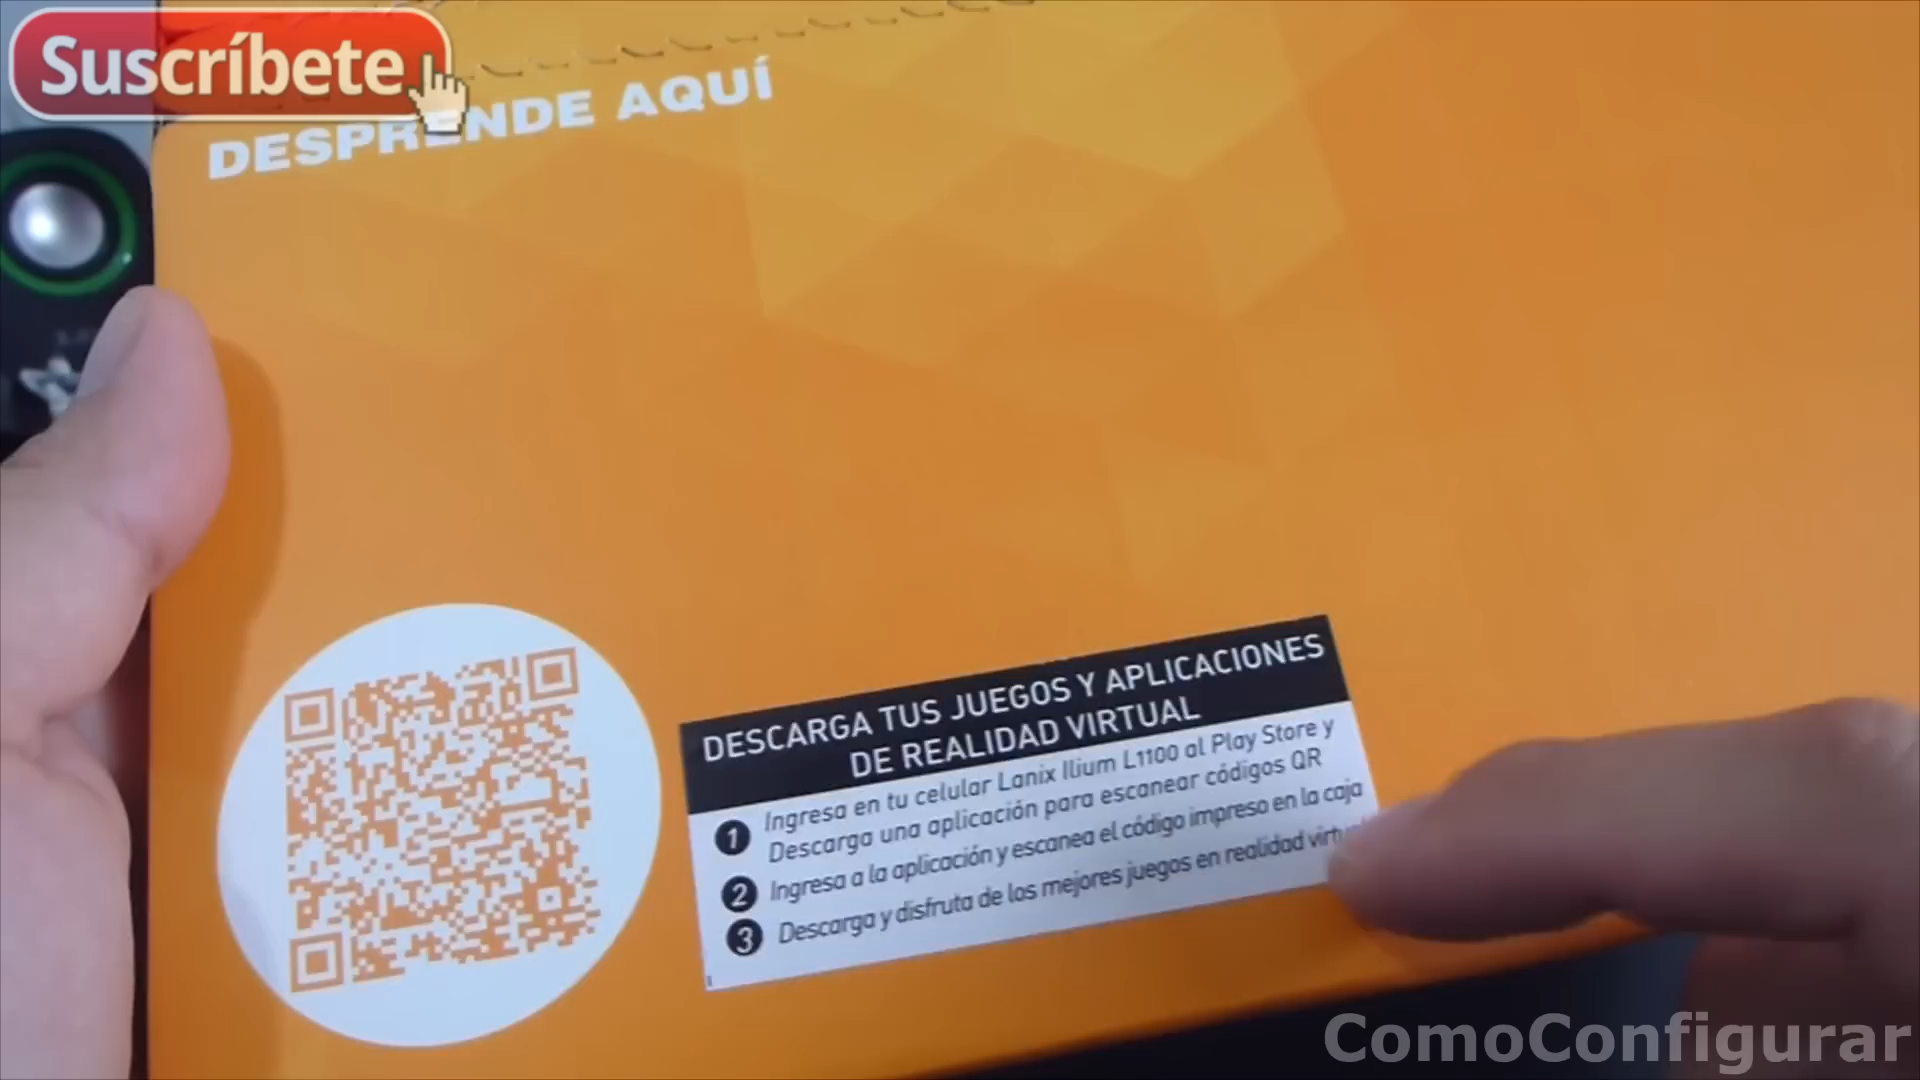 Suscríbete
DESPRENDE AQUÍ
DESCARGA TUS JUEGOS Y APLICACIONES
DE REALIDAD VIRTUAL
1 Ingresa en tu celular Lanix Ilium L1100 al Play Store y
Descarga una aplicación para escanear códigos QR
2 Ingresa a la aplicación y escanea el código impreso en la caja
3 Descarga y disfruta de los mejores juegos en realidad virtual
ComoConfigurar